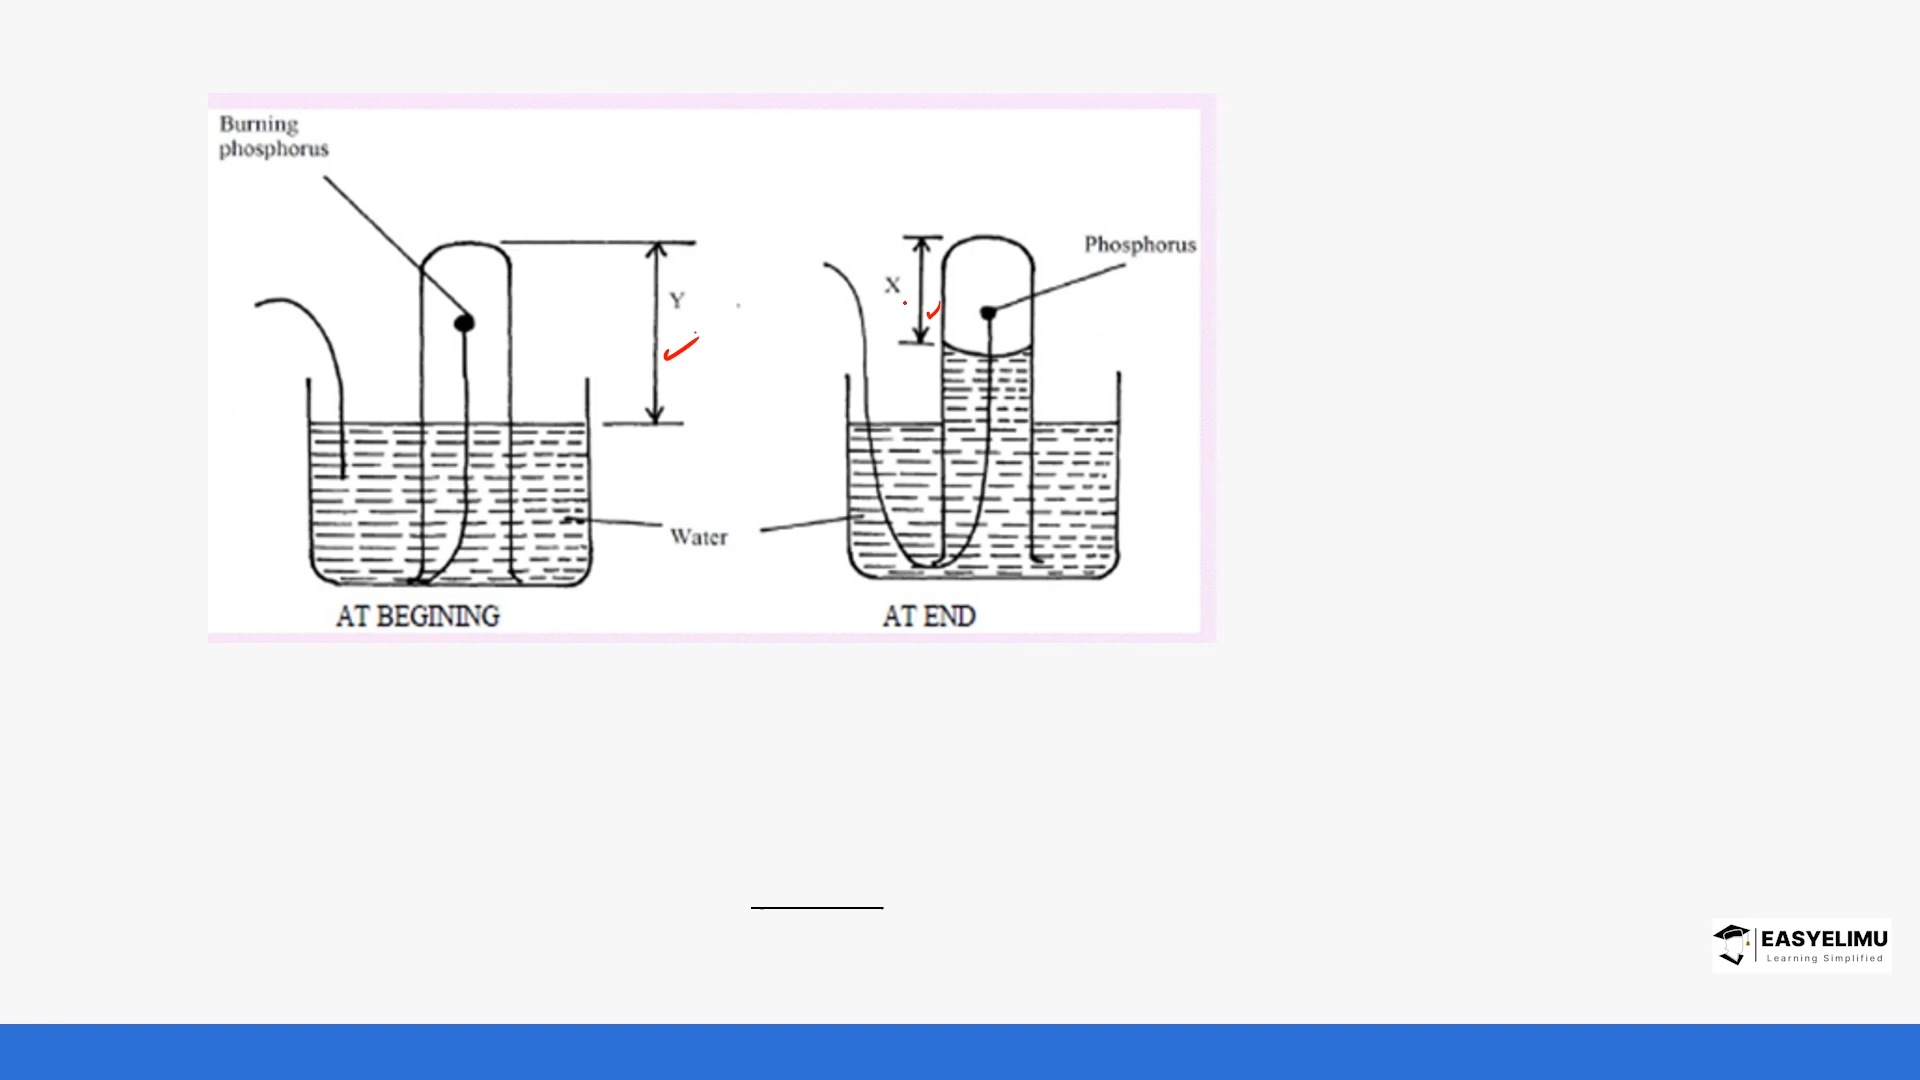 Burning
phosphorus
Y
X
Phosphorus
Water
AT BEGINING
AT END
EASYELIMU
Learning Simplified